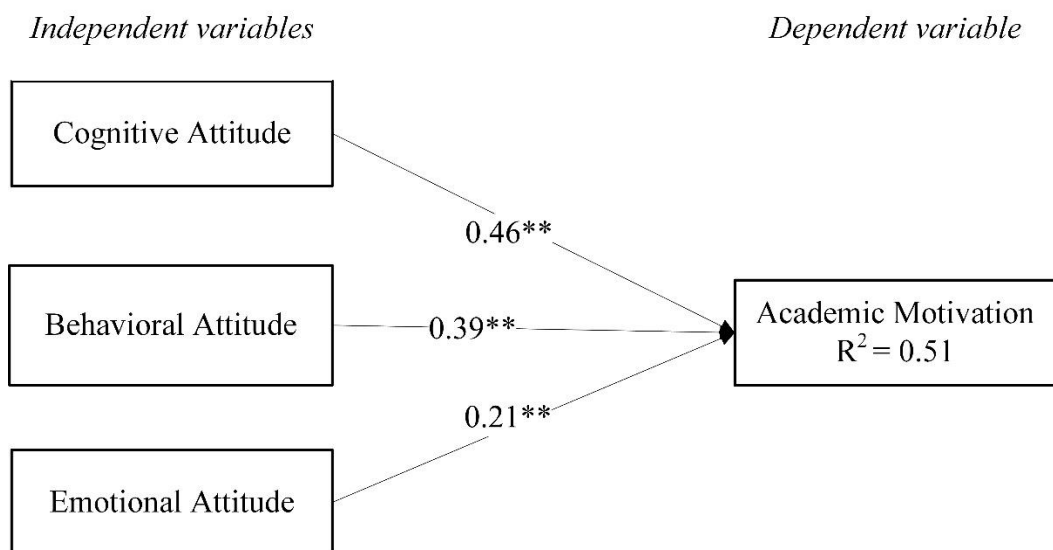 Independent variables
Dependent variable
Cognitive Attitude
0.46**
Behavioral Attitude
0.39**
Academic Motivation
R² = 0.51
0.21**
Emotional Attitude